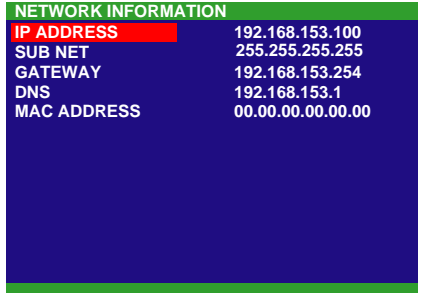 NETWORK INFORMATION
IP ADDRESS 192.168.153.100
SUB NET 255.255.255.255
GATEWAY 192.168.153.254
DNS 192.168.153.1
MAC ADDRESS 00.00.00.00.00.00